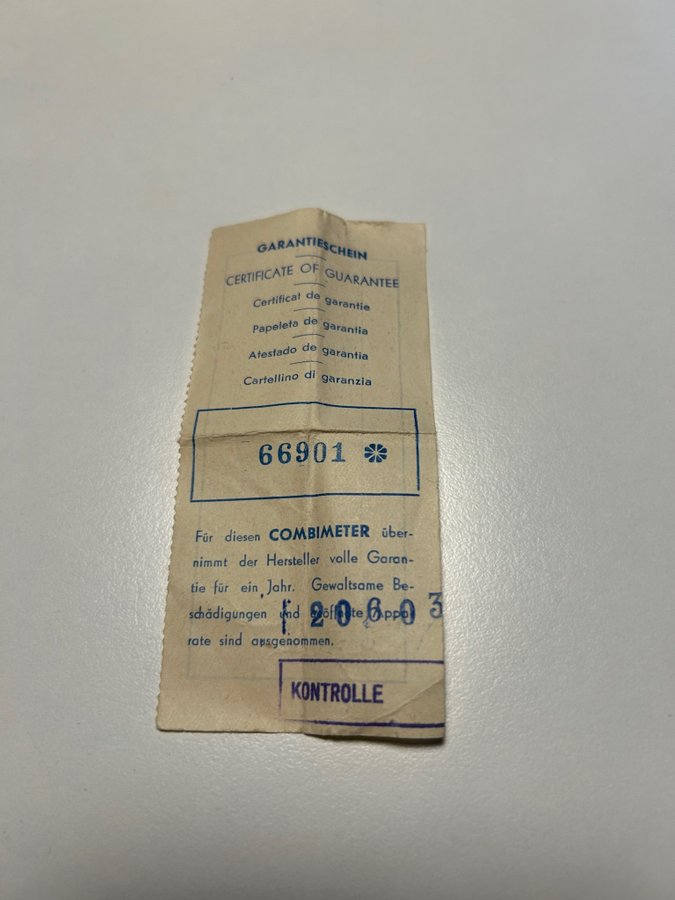 GARANTIESCHEIN
CERTIFICATE OF GUARANTEE
Certificat de garantie
Papeleta de garantia
Atestado de garantia
Cartellino di garanzia
66901
Für diesen COMBIMETER über-
nimmt der Hersteller volle Garan-
tie für ein Jahr. Gewaltsame Be-
schädigungen und geöffnete Appa-
rate sind ausgenommen.
KONTROLLE